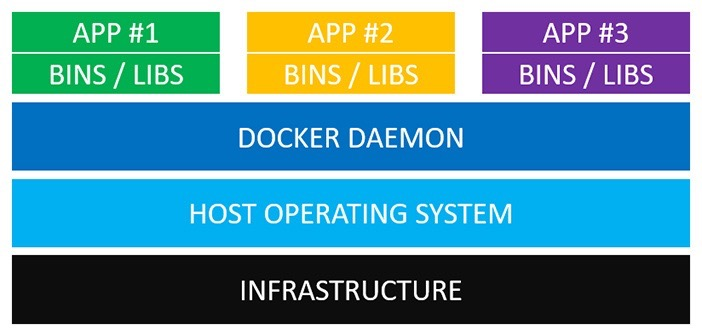 APP #1
APP #2
APP #3
BINS / LIBS
BINS / LIBS
BINS / LIBS
DOCKER DAEMON
HOST OPERATING SYSTEM
INFRASTRUCTURE